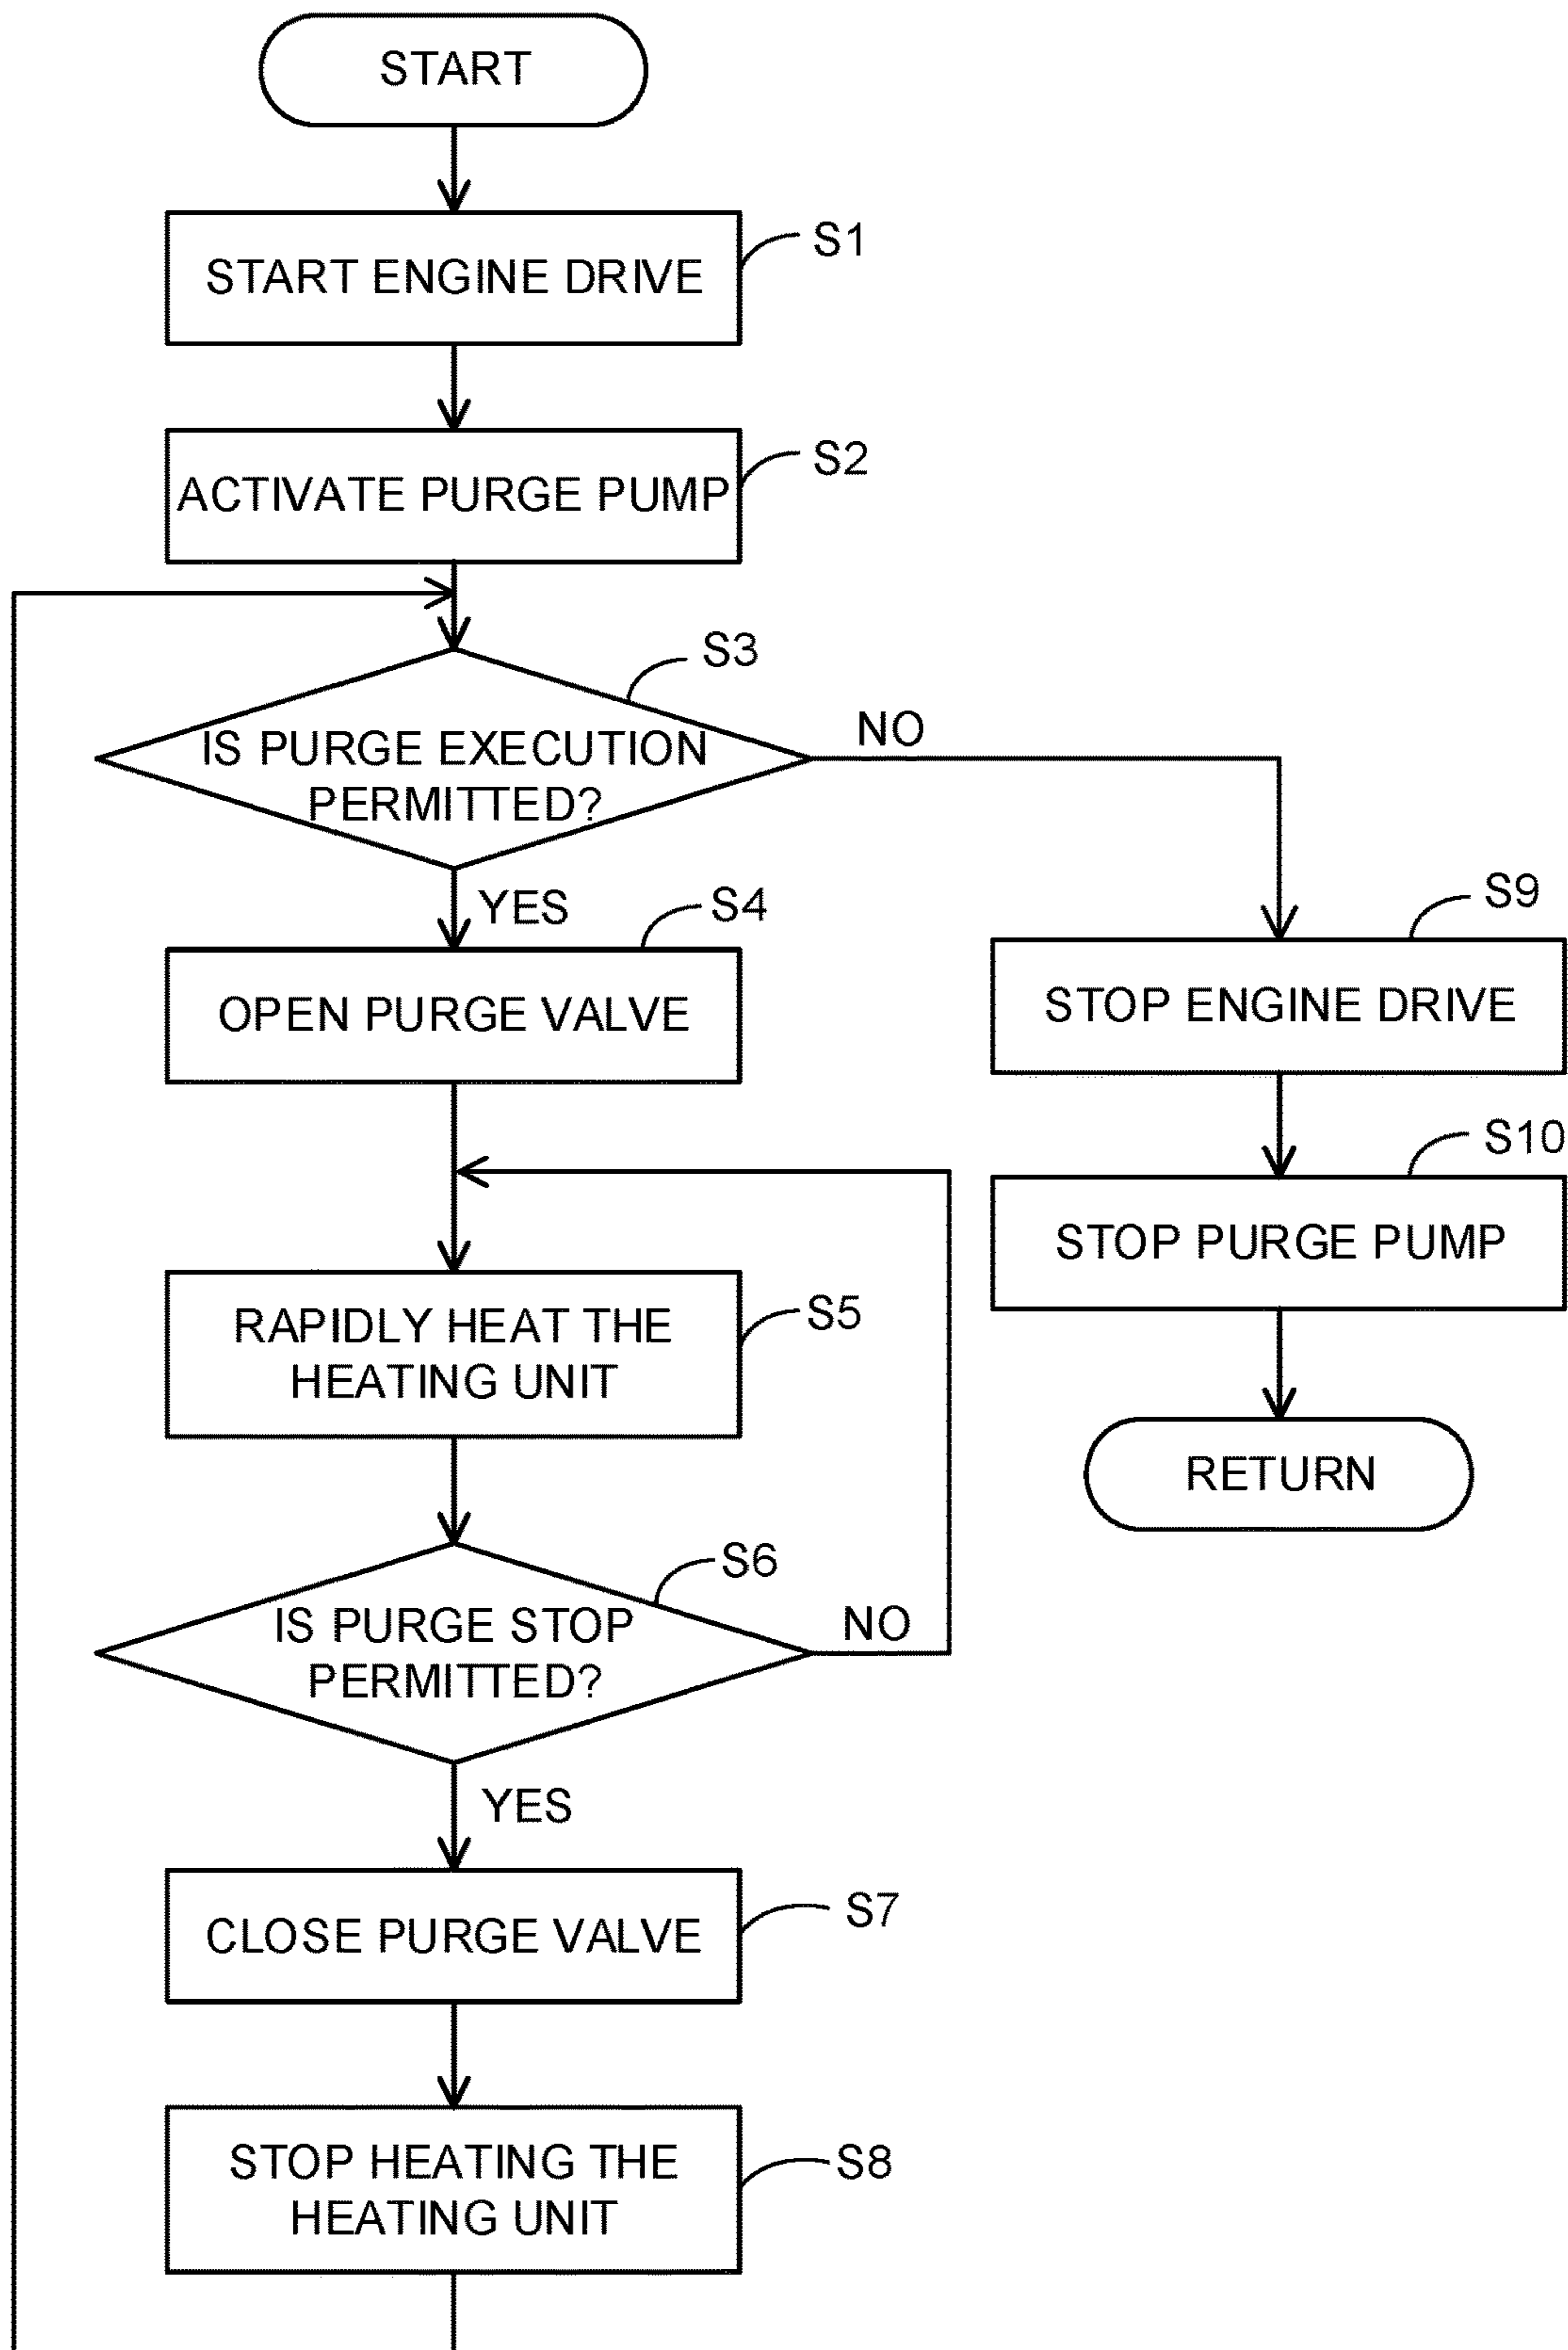 START
S1
START ENGINE DRIVE
S2
ACTIVATE PURGE PUMP
S3
NO
IS PURGE EXECUTION
PERMITTED?
YES
S4
OPEN PURGE VALVE
S9
STOP ENGINE DRIVE
S10
STOP PURGE PUMP
RETURN
S5
RAPIDLY HEAT THE
HEATING UNIT
S6
NO
IS PURGE STOP
PERMITTED?
YES
S7
CLOSE PURGE VALVE
S8
STOP HEATING THE
HEATING UNIT